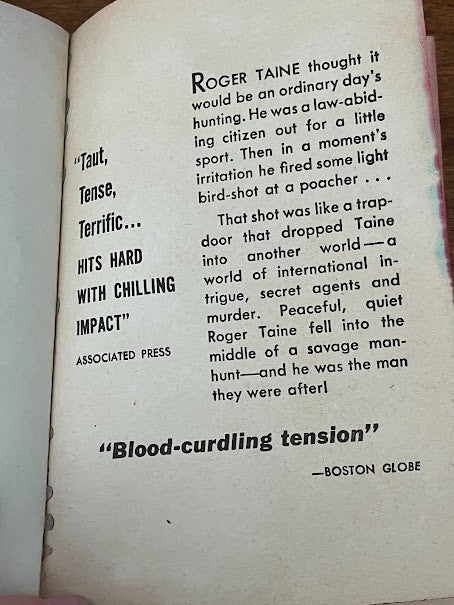 "Taut,
Tense,
Terrific...
HITS HARD
WITH CHILLING
IMPACT"
ASSOCIATED PRESS
ROGER TAINE thought it
would be an ordinary day's
hunting. He was a law-abid-
ing citizen out for a little
sport. Then in a moment's
irritation he fired some light
bird-shot at a poacher . . .
That shot was like a trap-
door that dropped Taine
into another world—a
world of international in-
trigue, secret agents and
murder. Peaceful, quiet
Roger Taine fell into the
middle of a savage man-
hunt—and he was the man
they were after!
"Blood-curdling tension"
—BOSTON GLOBE